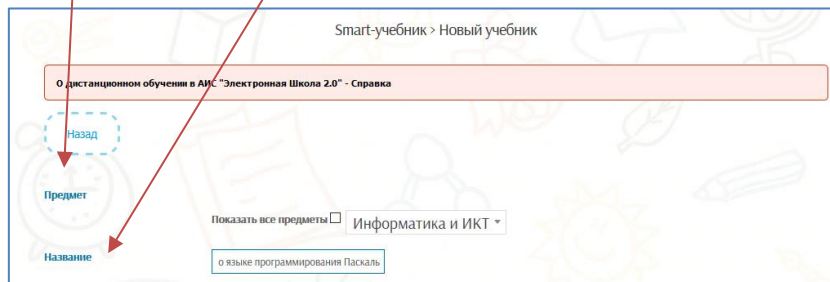 Smart-учебник > Новый учебник
О дистанционном обучении в АИС "Электронная Школа 2.0" - Справка
Назад
Предмет
Показать все предметы Информатика и ИКТ
Название
о языке программирования Паскаль